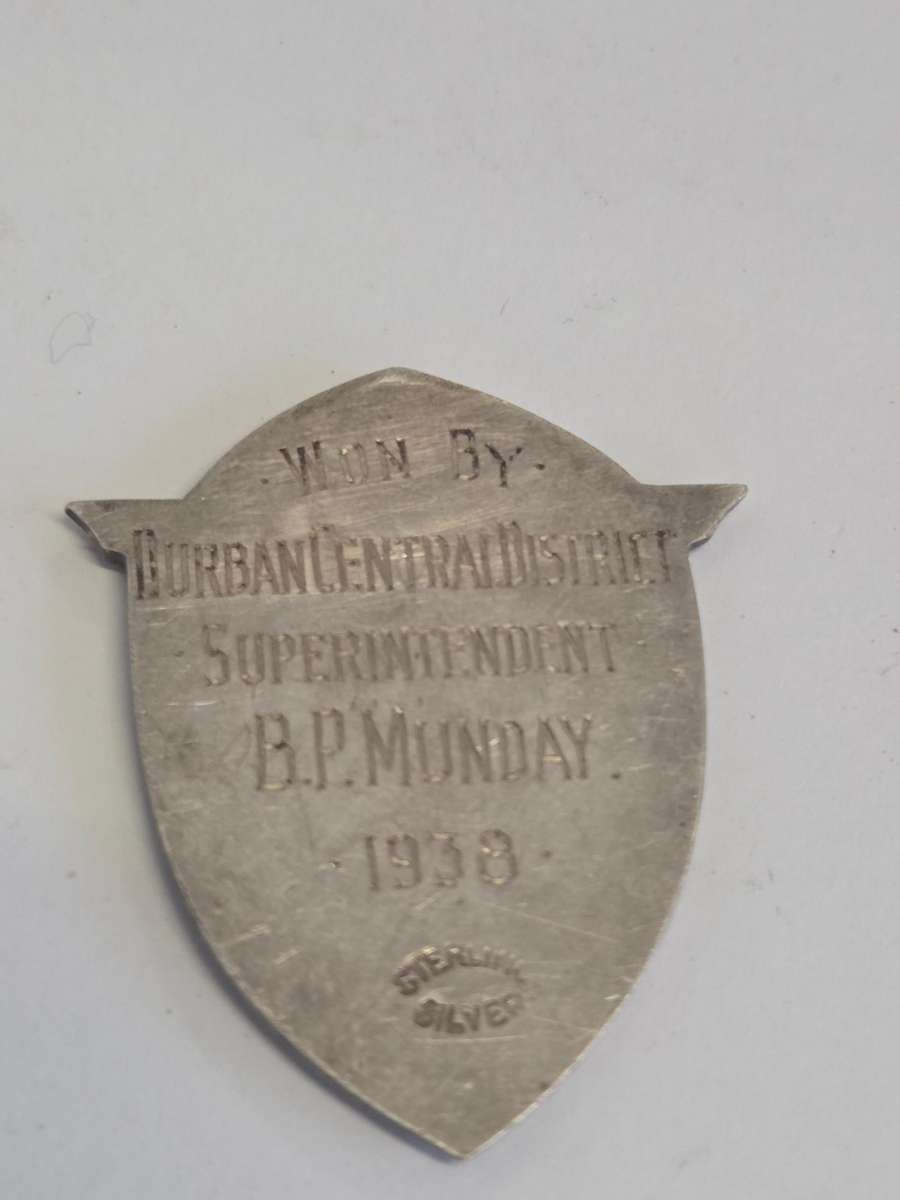 · WON BY ·
DURBAN CENTRAL DISTRICT
SUPERINTENDENT
B.P. MUNDAY.
· 1938 ·
STERLING
SILVER